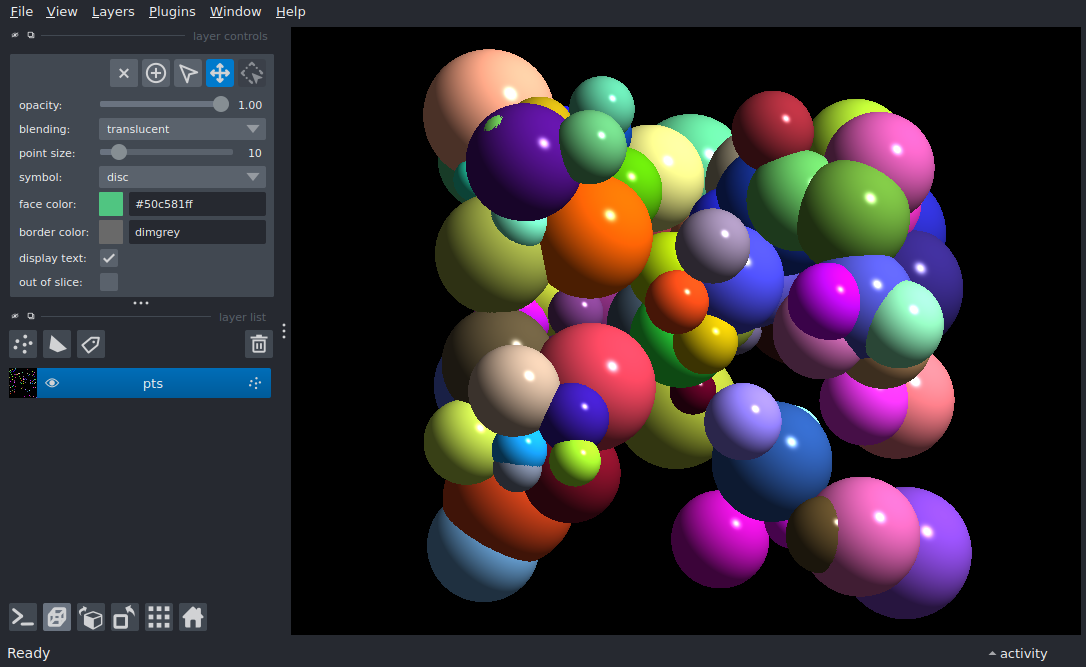 File View Layers Plugins Window Help
layer controls
opacity: 1.00
blending: translucent
point size: 10
symbol: disc
face color: #50c581ff
border color: dimgrey
display text:
out of slice:
layer list
pts
Ready
activity